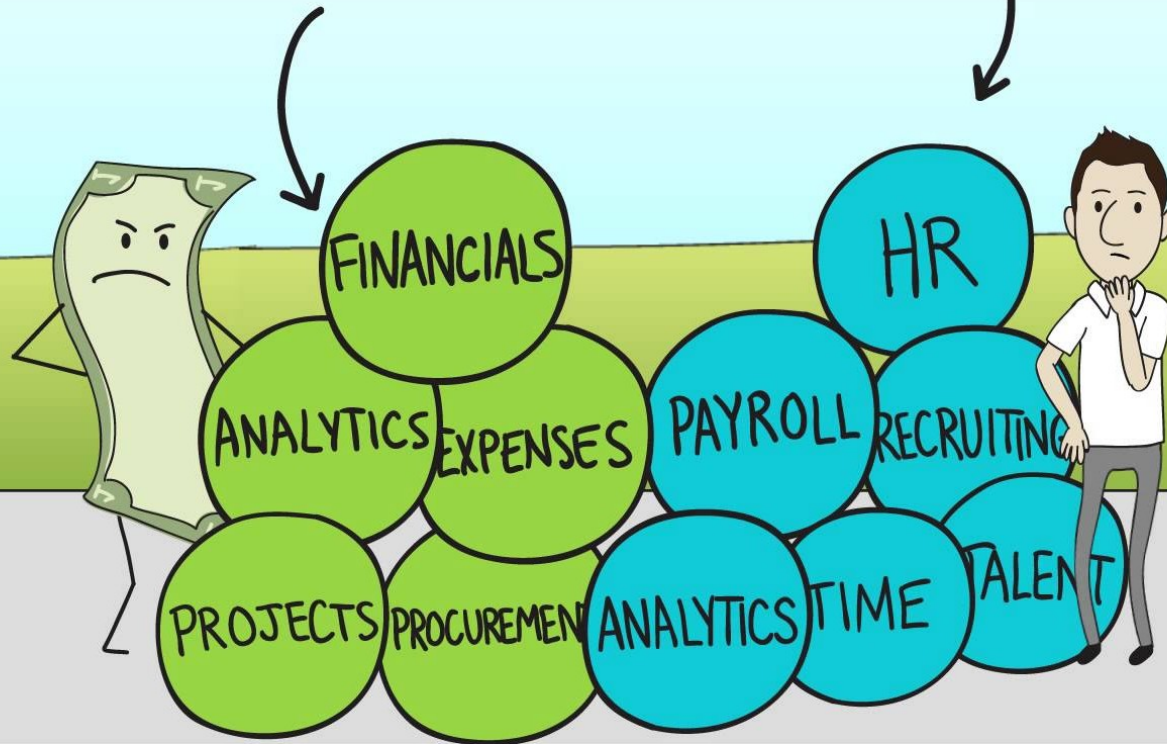 FINANCIALS
HR
ANALYTICS
EXPENSES
PAYROLL
RECRUITING
PROJECTS
PROCUREMEN
ANALYTICS
TIME
TALENT